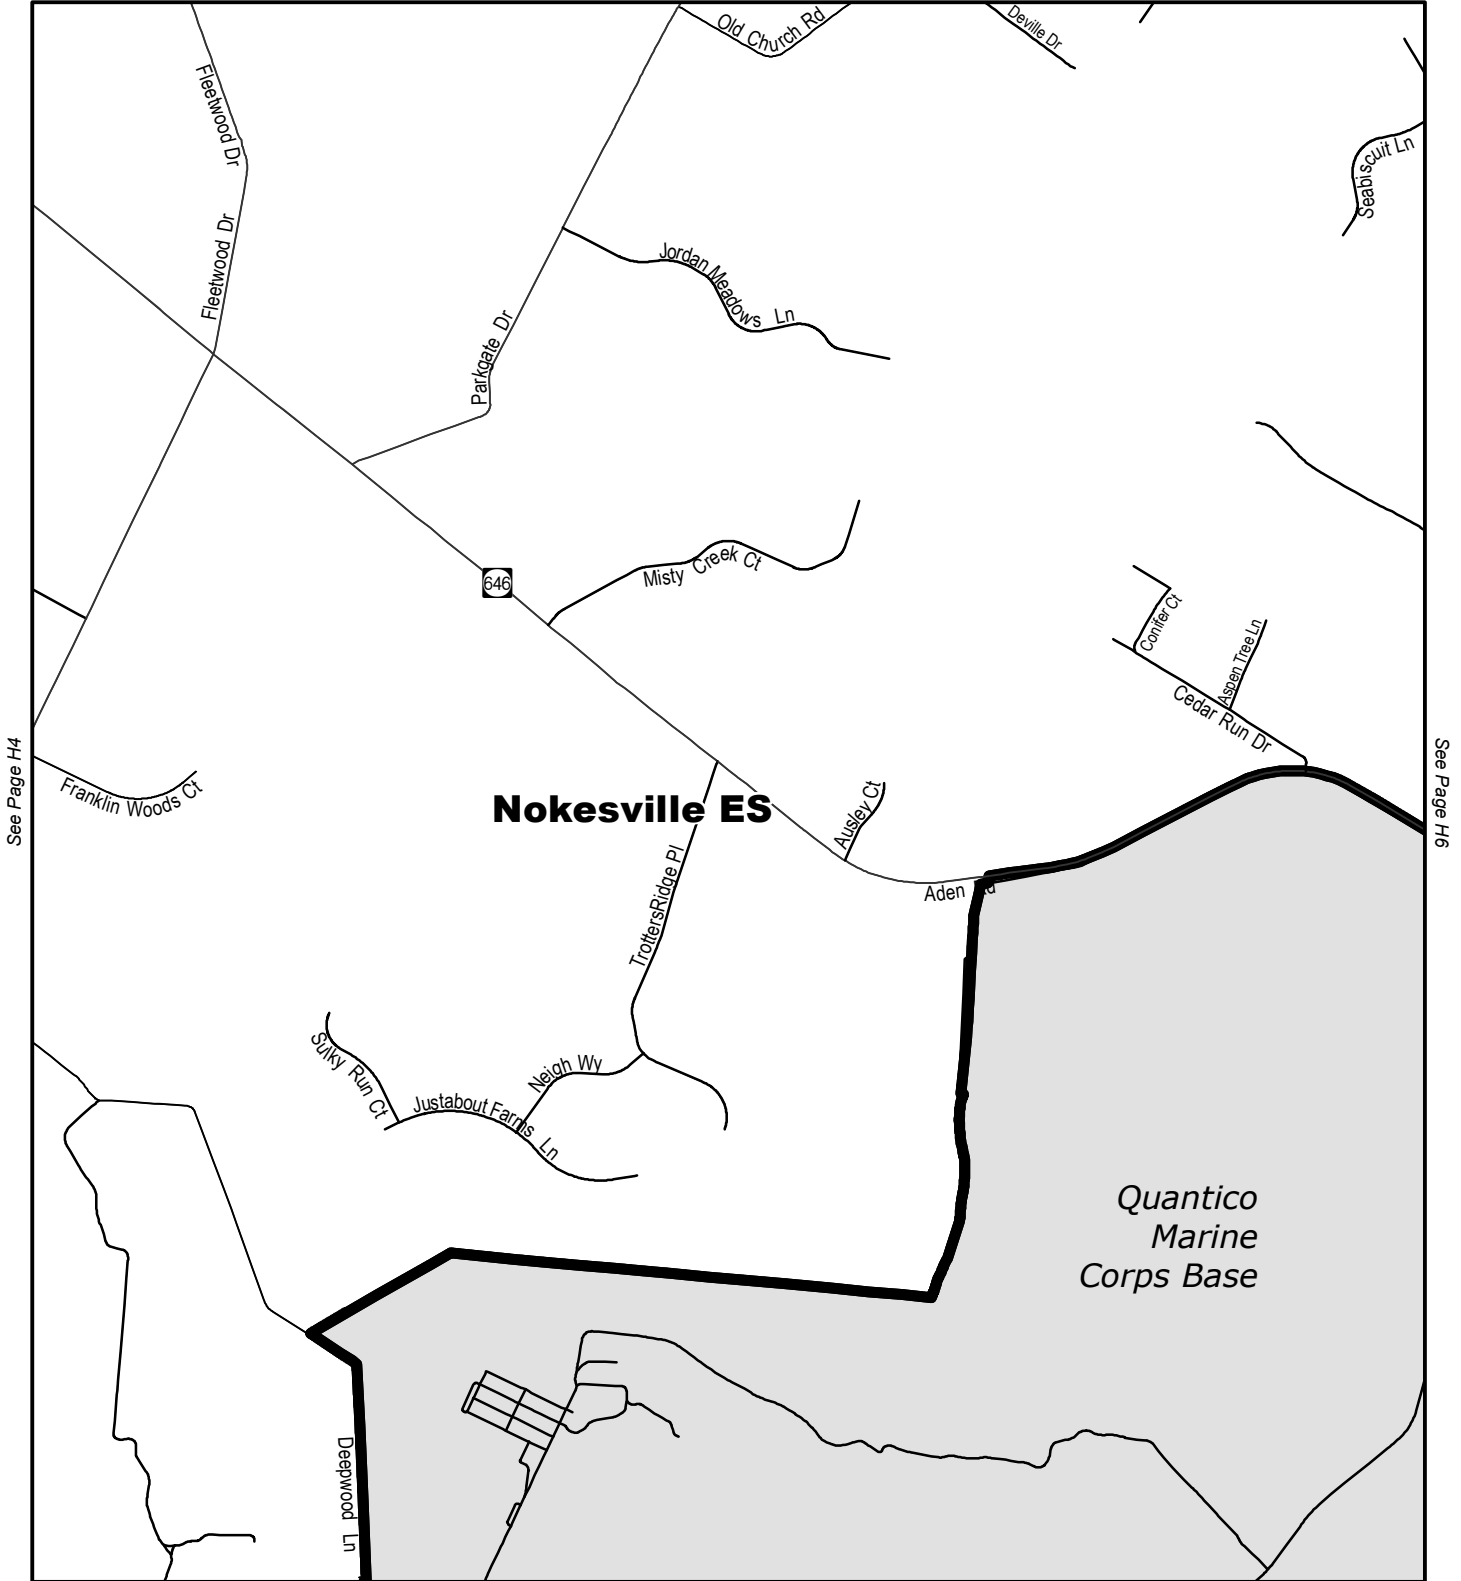 Old Church Rd
Deville Dr
Fleetwood Dr
Seabiscuit Ln
Fleetwood Dr
Jordan Meadows Ln
Parkgate Dr
Misty Creek Ct
646
Conifer Ct
Aspen Tree Ln
Cedar Run Dr
See Page H4
See Page H6
Franklin Woods Ct
Nokesville ES
Ausley Ct
TrottersRidge Pl
Aden Rd
Sulky Run Ct
Neigh Wy
Justabout Farms Ln
Quantico
Marine
Corps Base
Deepwood Ln